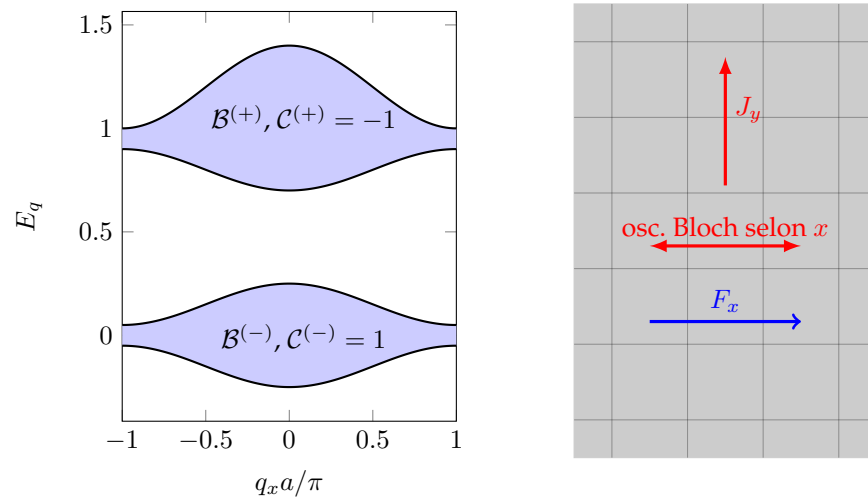 1.5
1
0.5
0
E_q
𝓑^(+), 𝓒^(+) = −1
𝓑^(−), 𝓒^(−) = 1
−1 −0.5 0 0.5 1
q_x a/π
J_y
osc. Bloch selon x
F_x